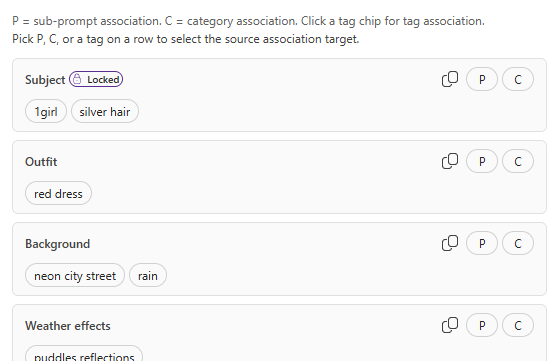 P = sub-prompt association. C = category association. Click a tag chip for tag association.
Pick P, C, or a tag on a row to select the source association target.
Subject Locked P C
1girl silver hair
Outfit P C
red dress
Background P C
neon city street rain
Weather effects P C
puddles reflections